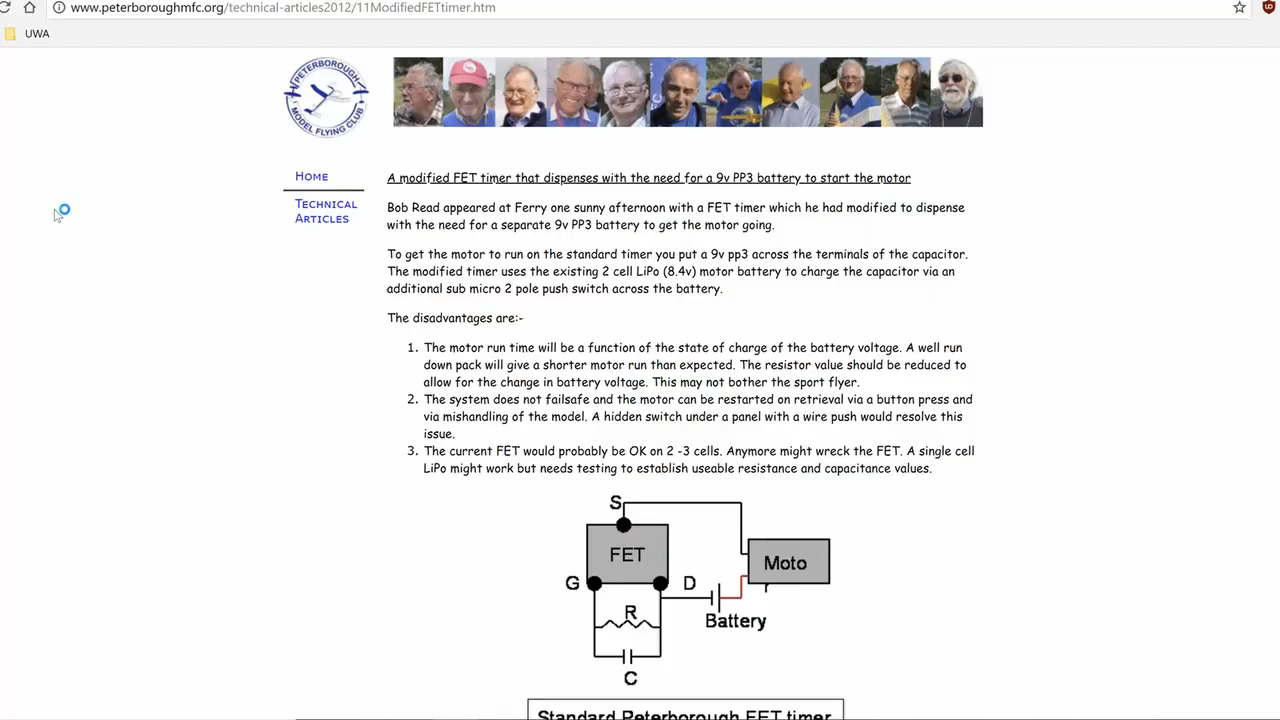 www.peterboroughmfc.org/technical-articles2012/11ModifiedFETtimer.htm
UWA
PETERBOROUGH
MODEL FLYING CLUB
HOME
TECHNICAL
ARTICLES
A modified FET timer that dispenses with the need for a 9v PP3 battery to start the motor
Bob Read appeared at Ferry one sunny afternoon with a FET timer which he had modified to dispense
with the need for a separate 9v PP3 battery to get the motor going.
To get the motor to run on the standard timer you put a 9v pp3 across the terminals of the capacitor.
The modified timer uses the existing 2 cell LiPo (8.4v) motor battery to charge the capacitor via an
additional sub micro 2 pole push switch across the battery.
The disadvantages are:-
1. The motor run time will be a function of the state of charge of the battery voltage. A well run
down pack will give a shorter motor run than expected. The resistor value should be reduced to
allow for the change in battery voltage. This may not bother the sport flyer.
2. The system does not failsafe and the motor can be restarted on retrieval via a button press and
via mishandling of the model. A hidden switch under a panel with a wire push would resolve this
issue.
3. The current FET would probably be OK on 2 -3 cells. Anymore might wreck the FET. A single cell
LiPo might work but needs testing to establish useable resistance and capacitance values.
S
FET
Moto
r
G
D
R
Battery
C
Standard Peterborough FET timer